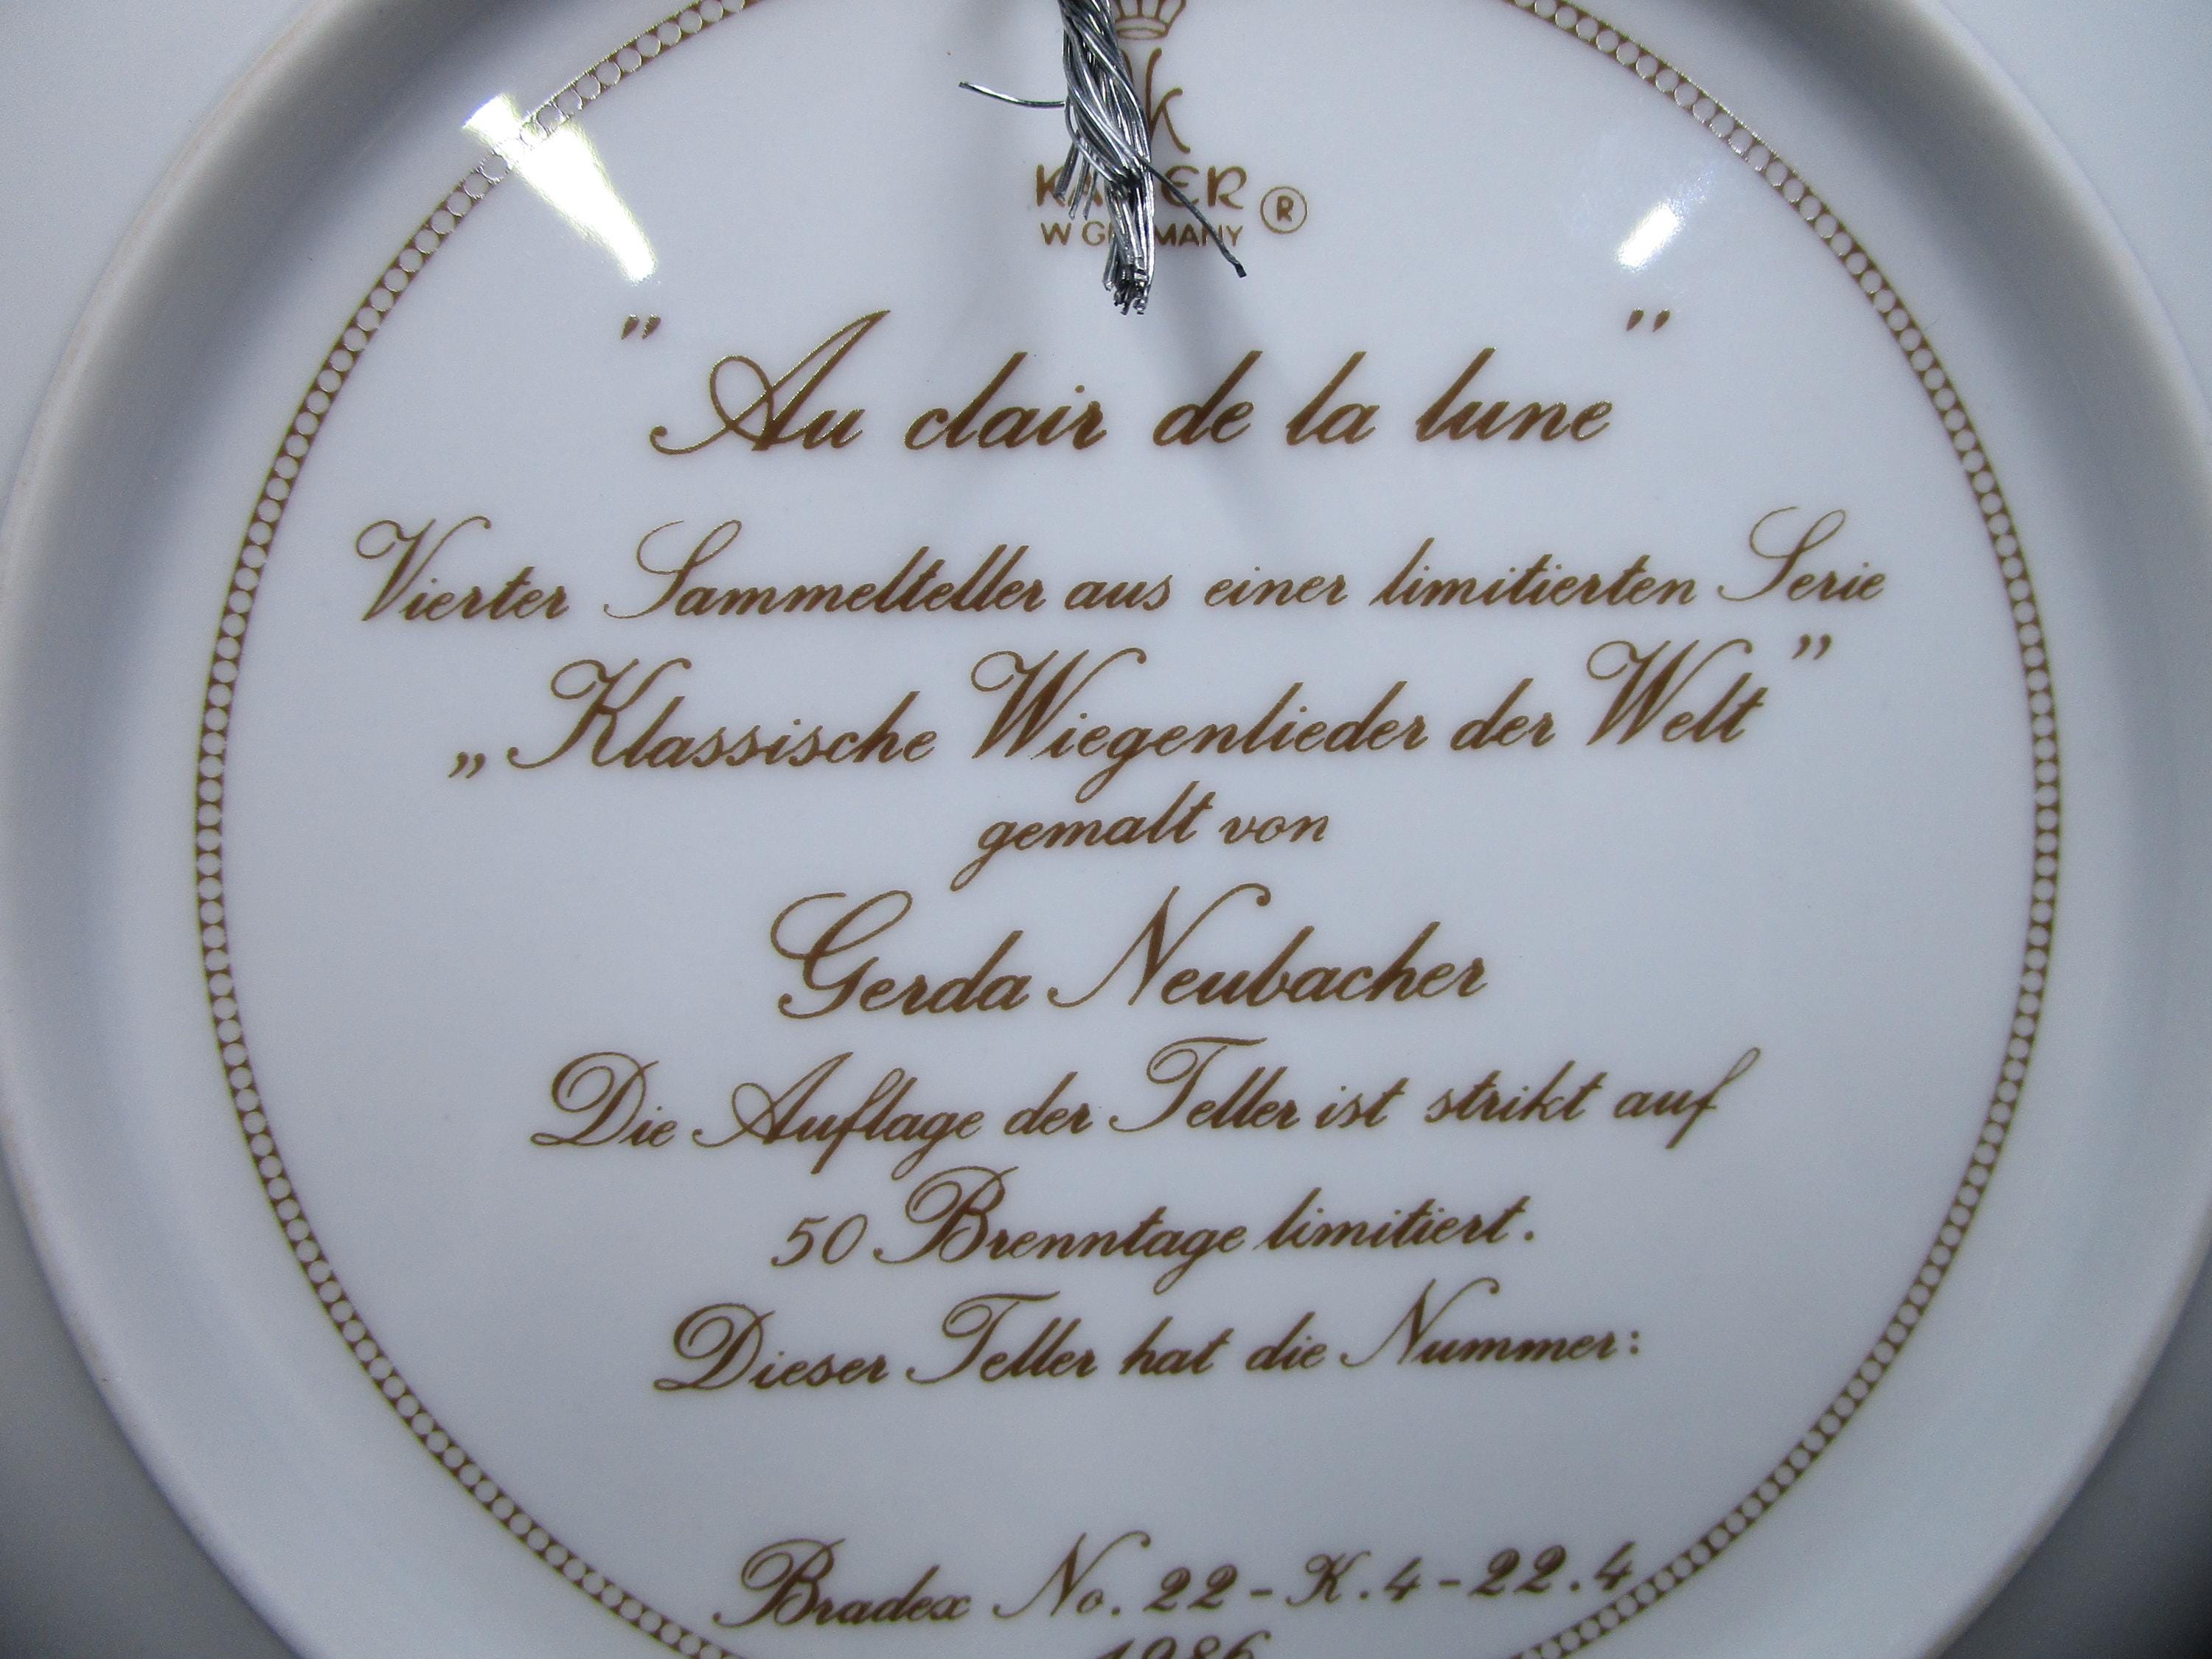 k
KAISER ®
W GERMANY
" Au clair de la lune "
Vierter Sammelteller aus einer limitierten Serie
„Klassische Wiegenlieder der Welt”
gemalt von
Gerda Neubacher
Die Auflage der Teller ist strikt auf
50 Brenntage limitiert.
Dieser Teller hat die Nummer:
Bradex No. 22-K.4-22.4
1986